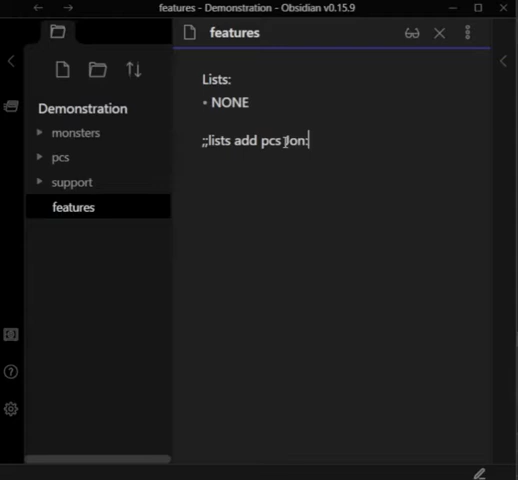 features - Demonstration - Obsidian v0.15.9
features
Lists:
• NONE
;;lists add pcs Jon:
Demonstration
monsters
pcs
support
features